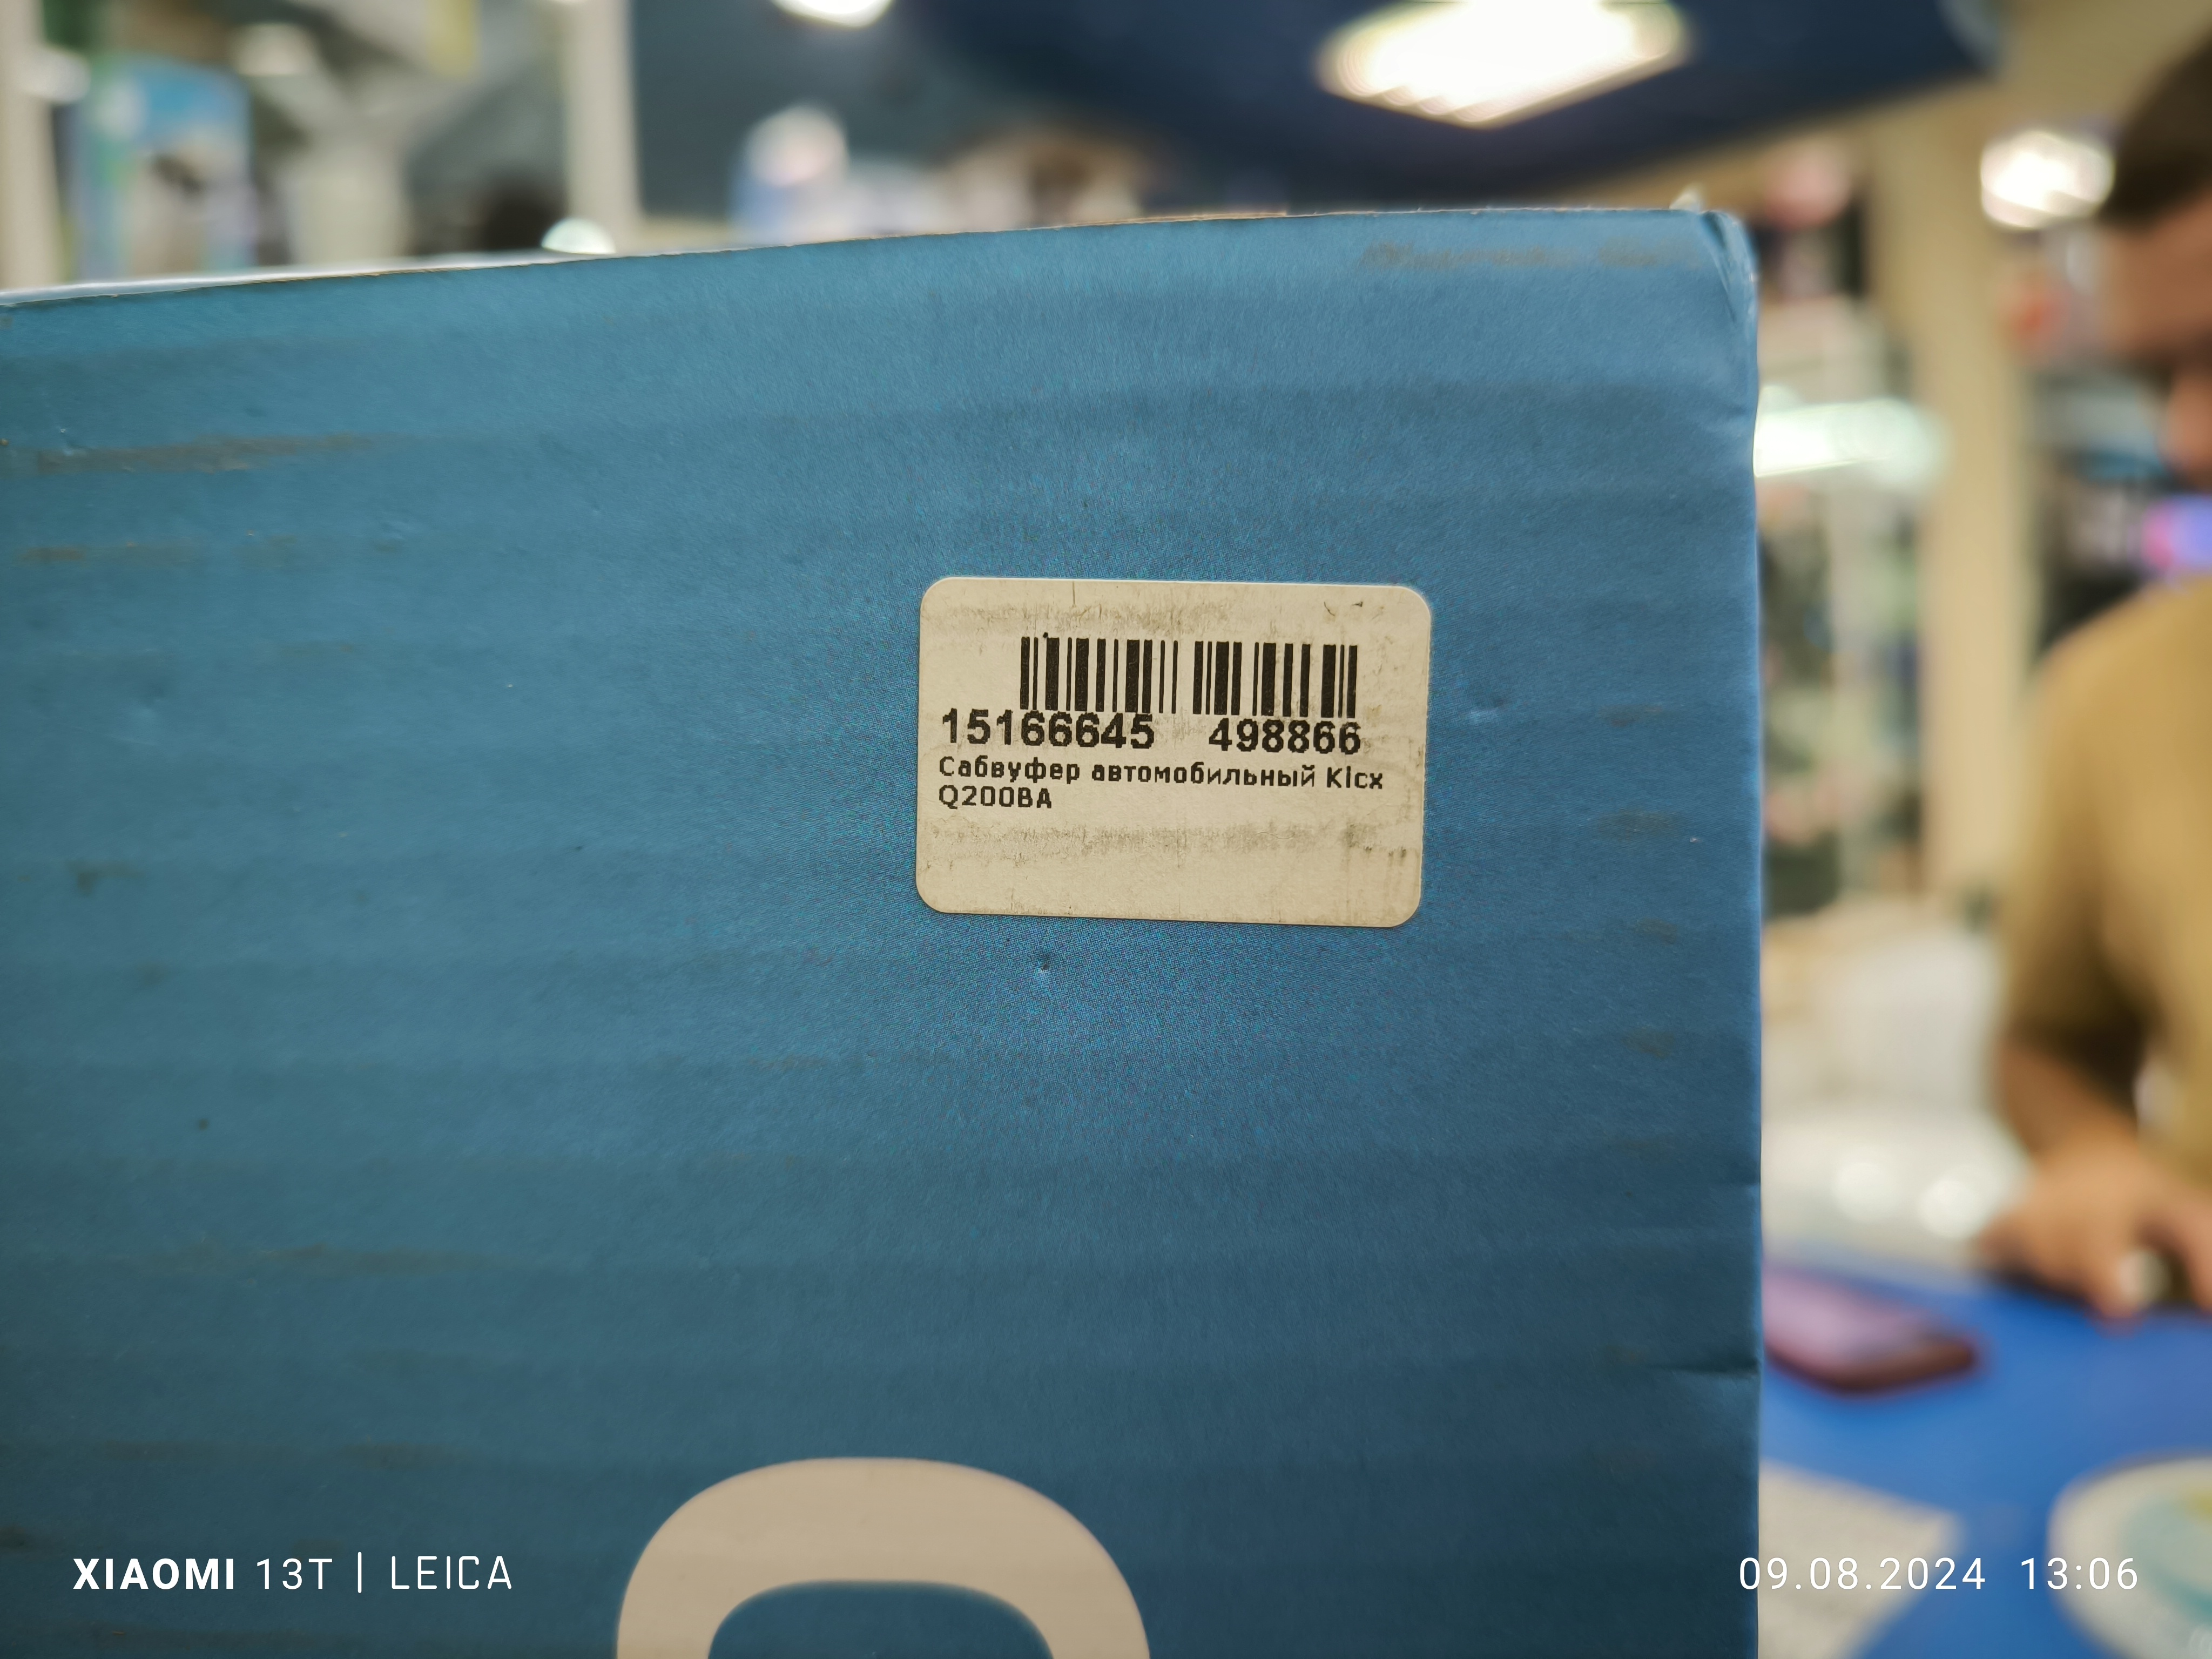 15166645 498866
Сабвуфер автомобильный Kicx
Q200BA
XIAOMI 13T | LEICA
09.08.2024 13:06